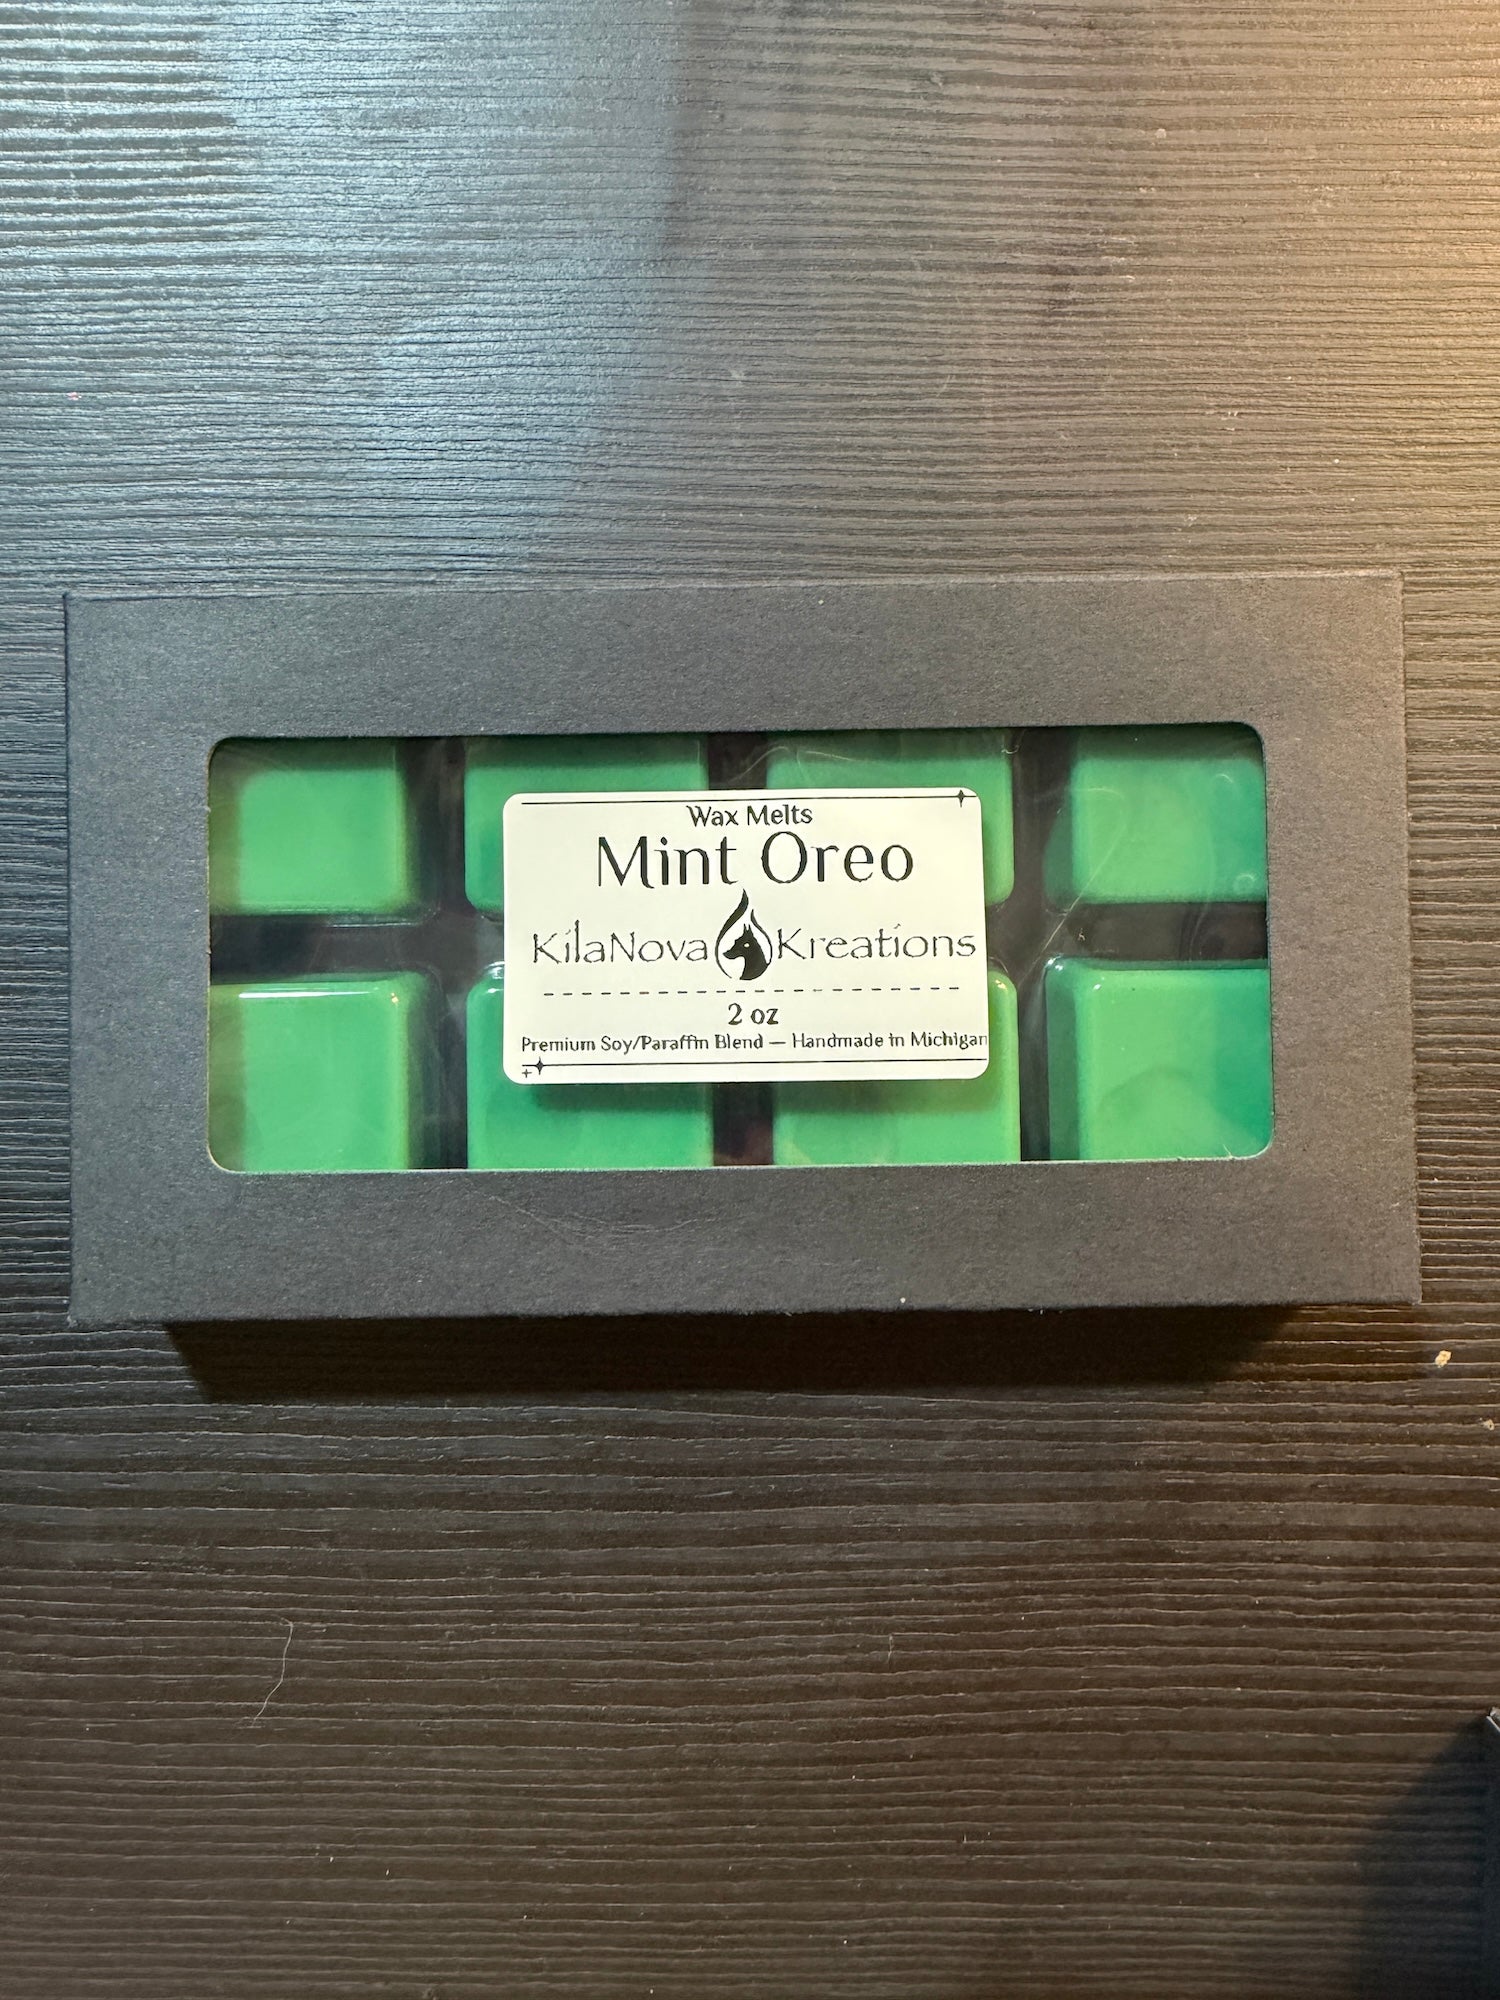 Wax Melts
Mint Oreo
KilaNova Kreations
2 oz
Premium Soy/Paraffin Blend — Handmade in Michigan